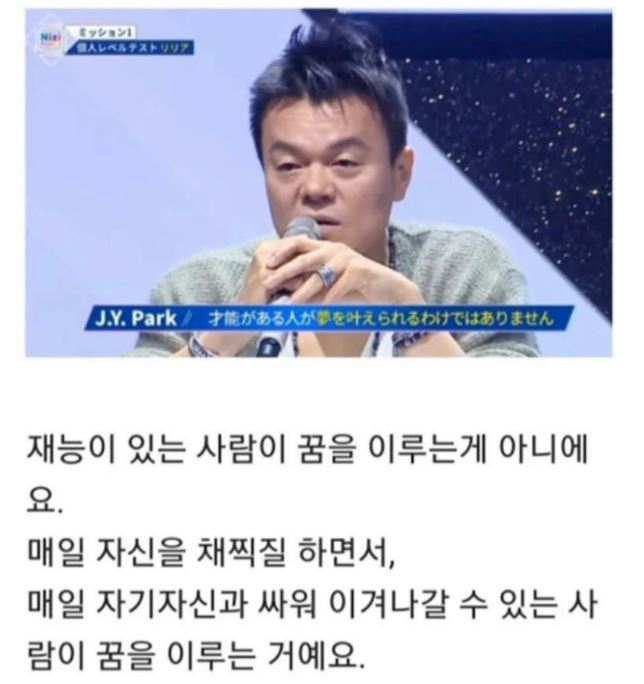 Nizi
ミッション1
個人レベルテスト リリア
J.Y. Park // 才能がある人が夢を叶えられるわけではありません
재능이 있는 사람이 꿈을 이루는게 아니에
요.
매일 자신을 채찍질 하면서,
매일 자기자신과 싸워 이겨나갈 수 있는 사
람이 꿈을 이루는 거예요.